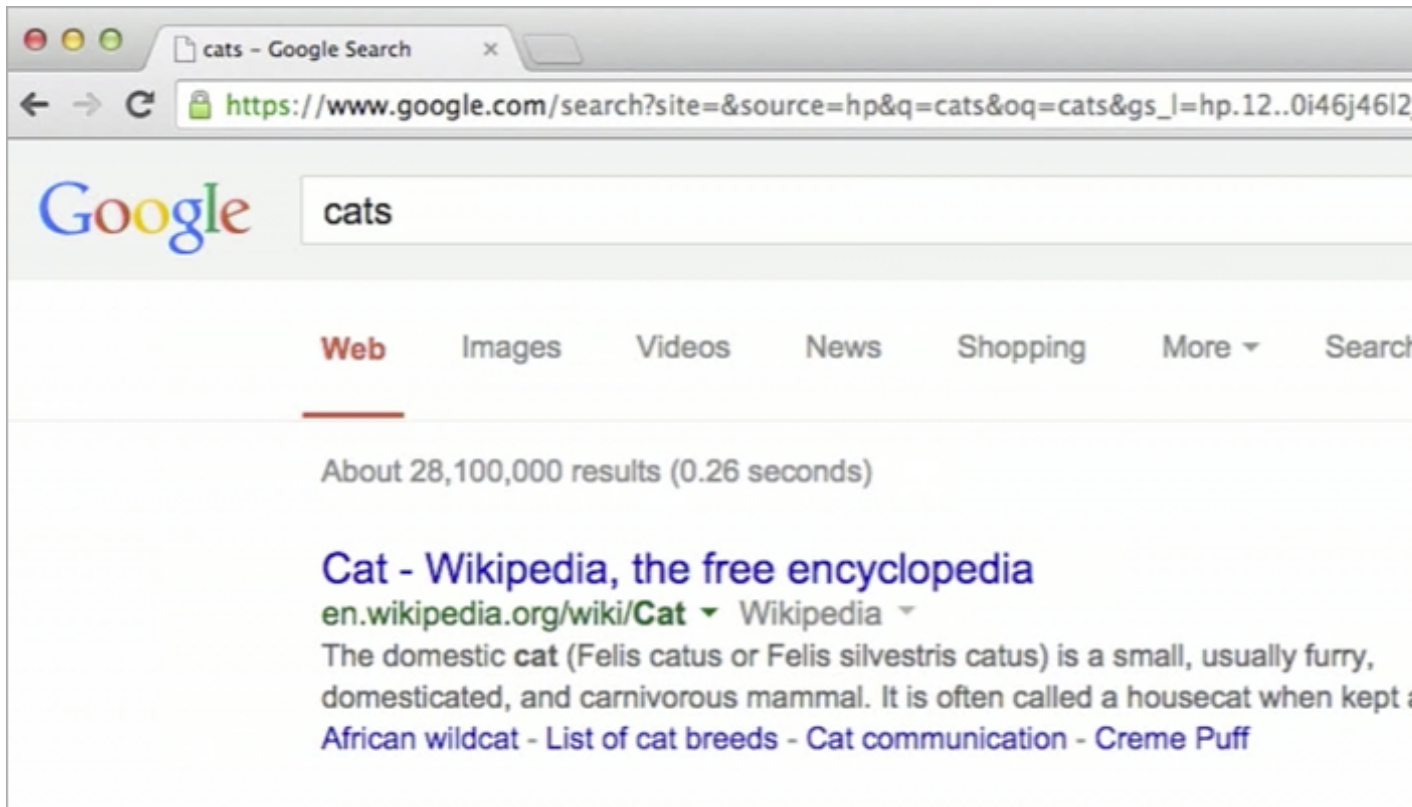 cats - Google Search
https://www.google.com/search?site=&source=hp&q=cats&oq=cats&gs_l=hp.12..0i46j46l2
Google
cats
Web Images Videos News Shopping More Search
About 28,100,000 results (0.26 seconds)
Cat - Wikipedia, the free encyclopedia
en.wikipedia.org/wiki/Cat Wikipedia
The domestic cat (Felis catus or Felis silvestris catus) is a small, usually furry,
domesticated, and carnivorous mammal. It is often called a housecat when kept
African wildcat - List of cat breeds - Cat communication - Creme Puff